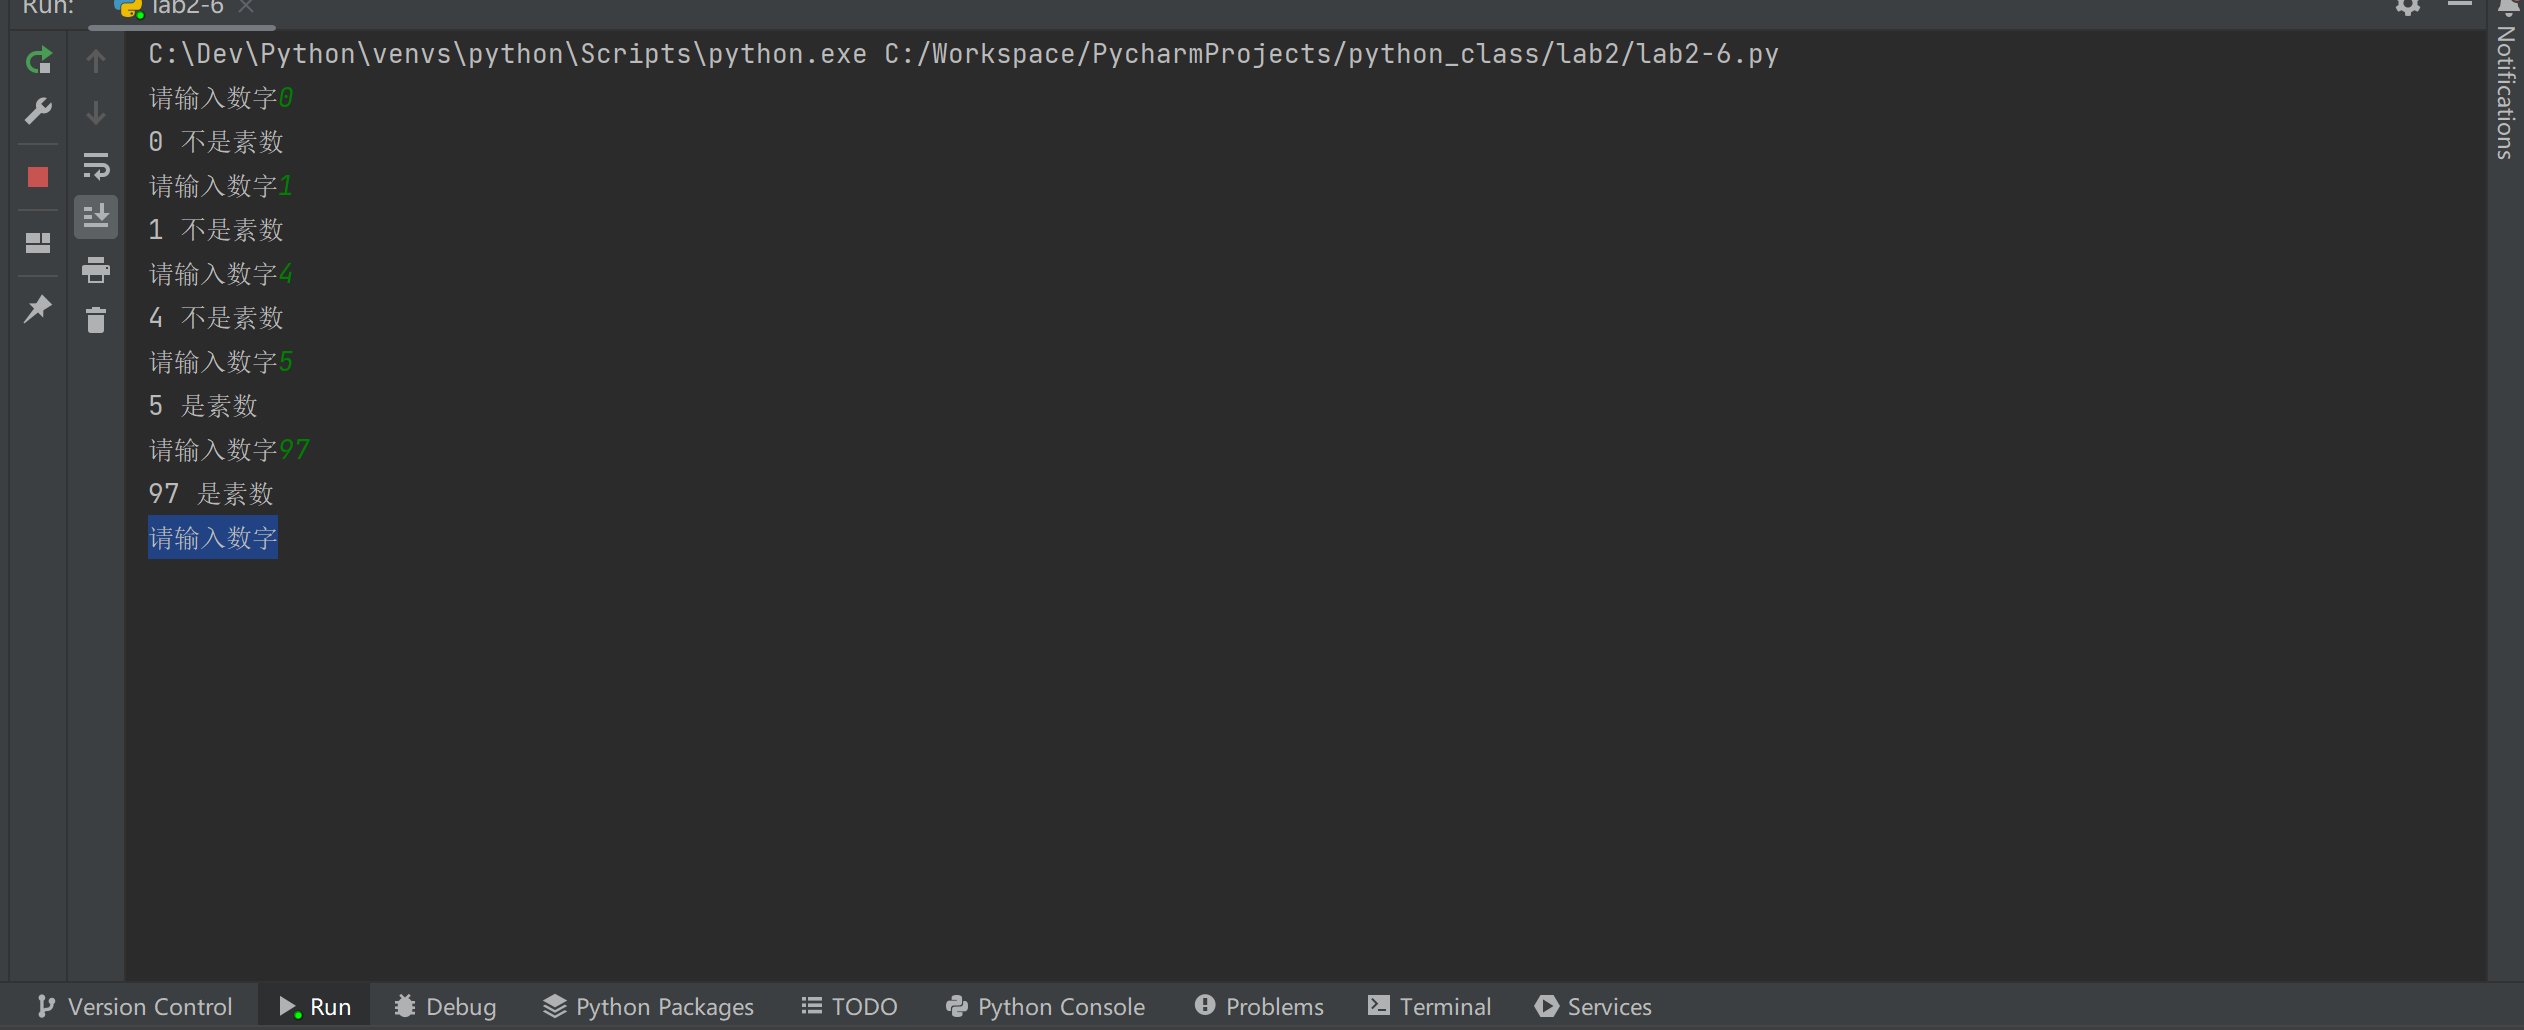 Run: lab2-6
C:\Dev\Python\venvs\python\Scripts\python.exe C:/Workspace/PycharmProjects/python_class/lab2/lab2-6.py
请输入数字0
0 不是素数
请输入数字1
1 不是素数
请输入数字4
4 不是素数
请输入数字5
5 是素数
请输入数字97
97 是素数
请输入数字
Notifications
Version Control Run Debug Python Packages TODO Python Console Problems Terminal Services